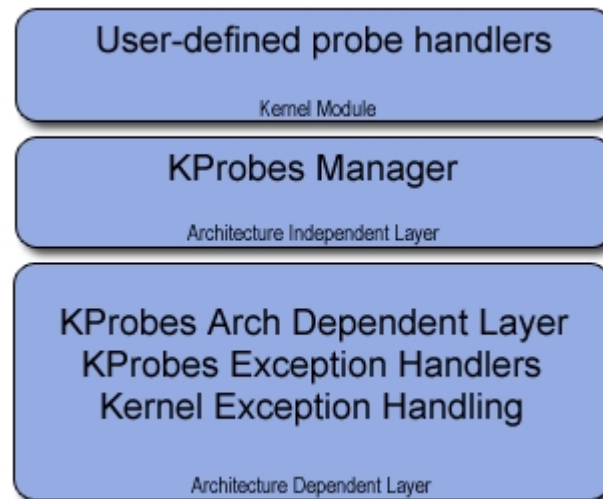 User-defined probe handlers
Kernel Module
KProbes Manager
Architecture Independent Layer
KProbes Arch Dependent Layer
KProbes Exception Handlers
Kernel Exception Handling
Architecture Dependent Layer